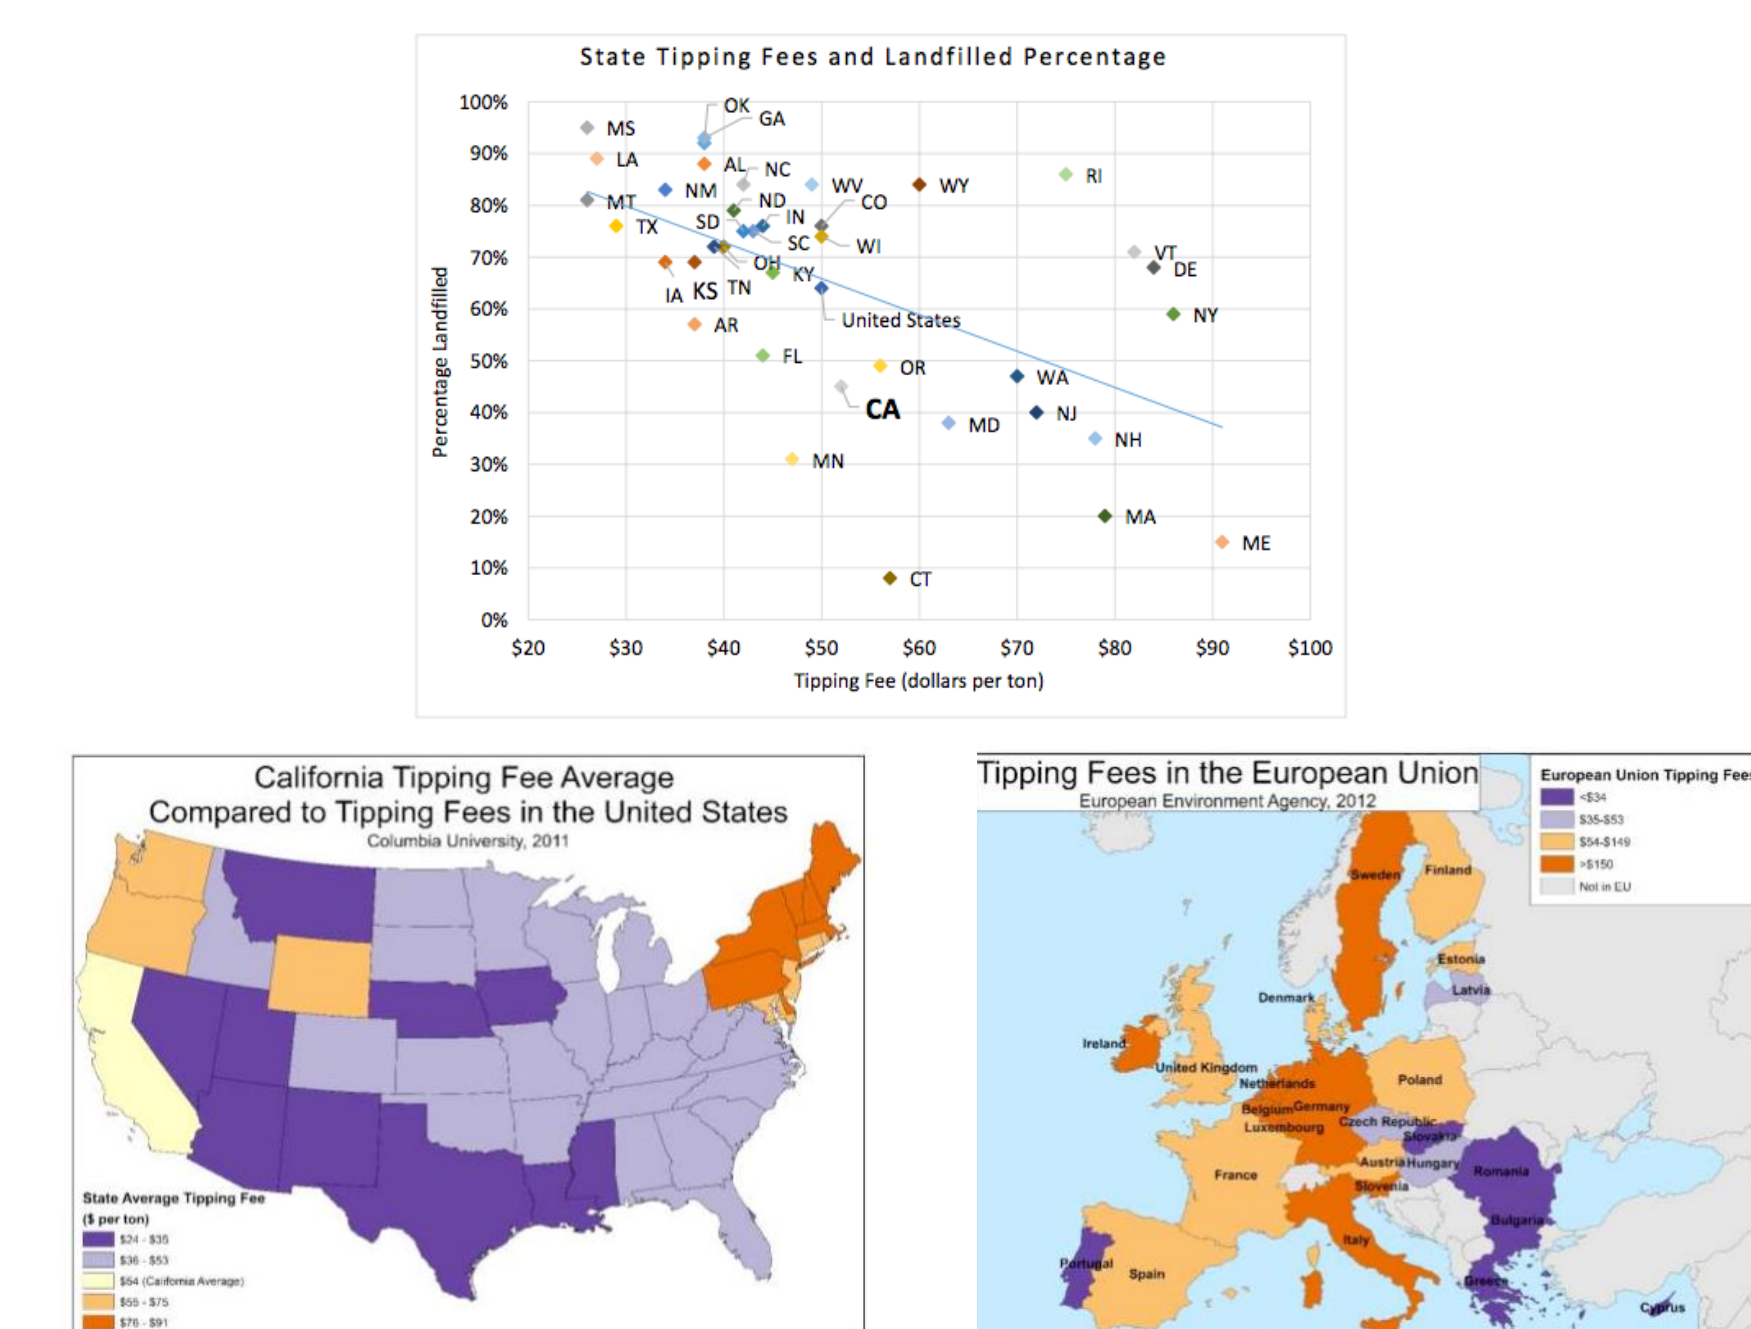 State Tipping Fees and Landfilled Percentage
100%
90%
80%
70%
60%
50%
40%
30%
20%
10%
0%
Percentage Landfilled
OK
GA
MS
LA
AL
NC
NM
WV
WY
RI
MT
ND
CO
TX
SD
IN
SC
WI
OH
KY
VT
DE
IA
KS
TN
United States
NY
AR
FL
OR
WA
CA
NJ
MD
NH
MN
MA
ME
CT
$20 $30 $40 $50 $60 $70 $80 $90 $100
Tipping Fee (dollars per ton)
California Tipping Fee Average
Compared to Tipping Fees in the United States
Columbia University, 2011
State Average Tipping Fee
($ per ton)
$24 - $35
$36 - $53
$54 (California Average)
$55 - $75
$76 - $91
Tipping Fees in the European Union
European Environment Agency, 2012
European Union Tipping Fees
<$34
$35-$53
$54-$149
>$150
Not in EU
Sweden
Finland
Estonia
Latvia
Denmark
Ireland
United Kingdom
Netherlands
Poland
Belgium
Germany
Luxembourg
Czech Republic
Slovakia
Austria
Hungary
Romania
France
Slovenia
Bulgaria
Italy
Portugal
Spain
Greece
Cyprus